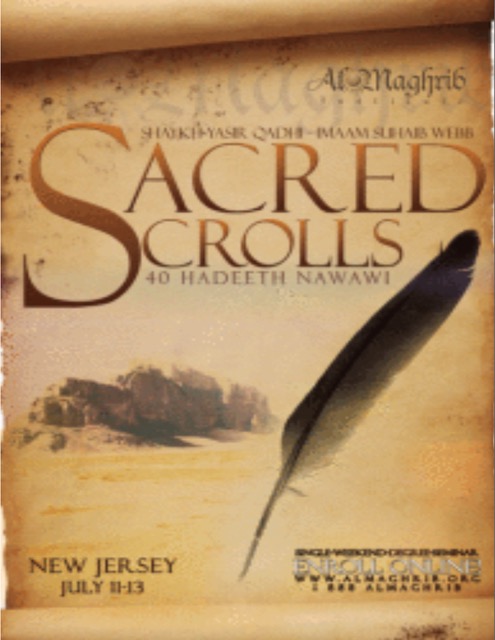 Al Maghrib
SHAYKH YASIR QADHI - IMAAM SUHAIB WEBB
SACRED
SCROLLS
40 HADEETH NAWAWI
NEW JERSEY
JULY 11-13
SINGLE-WEEKEND-DEGREE-SEMINAR
ENROLL ONLINE
WWW.ALMAGHRIB.ORG
1 888 ALMAGHRIB